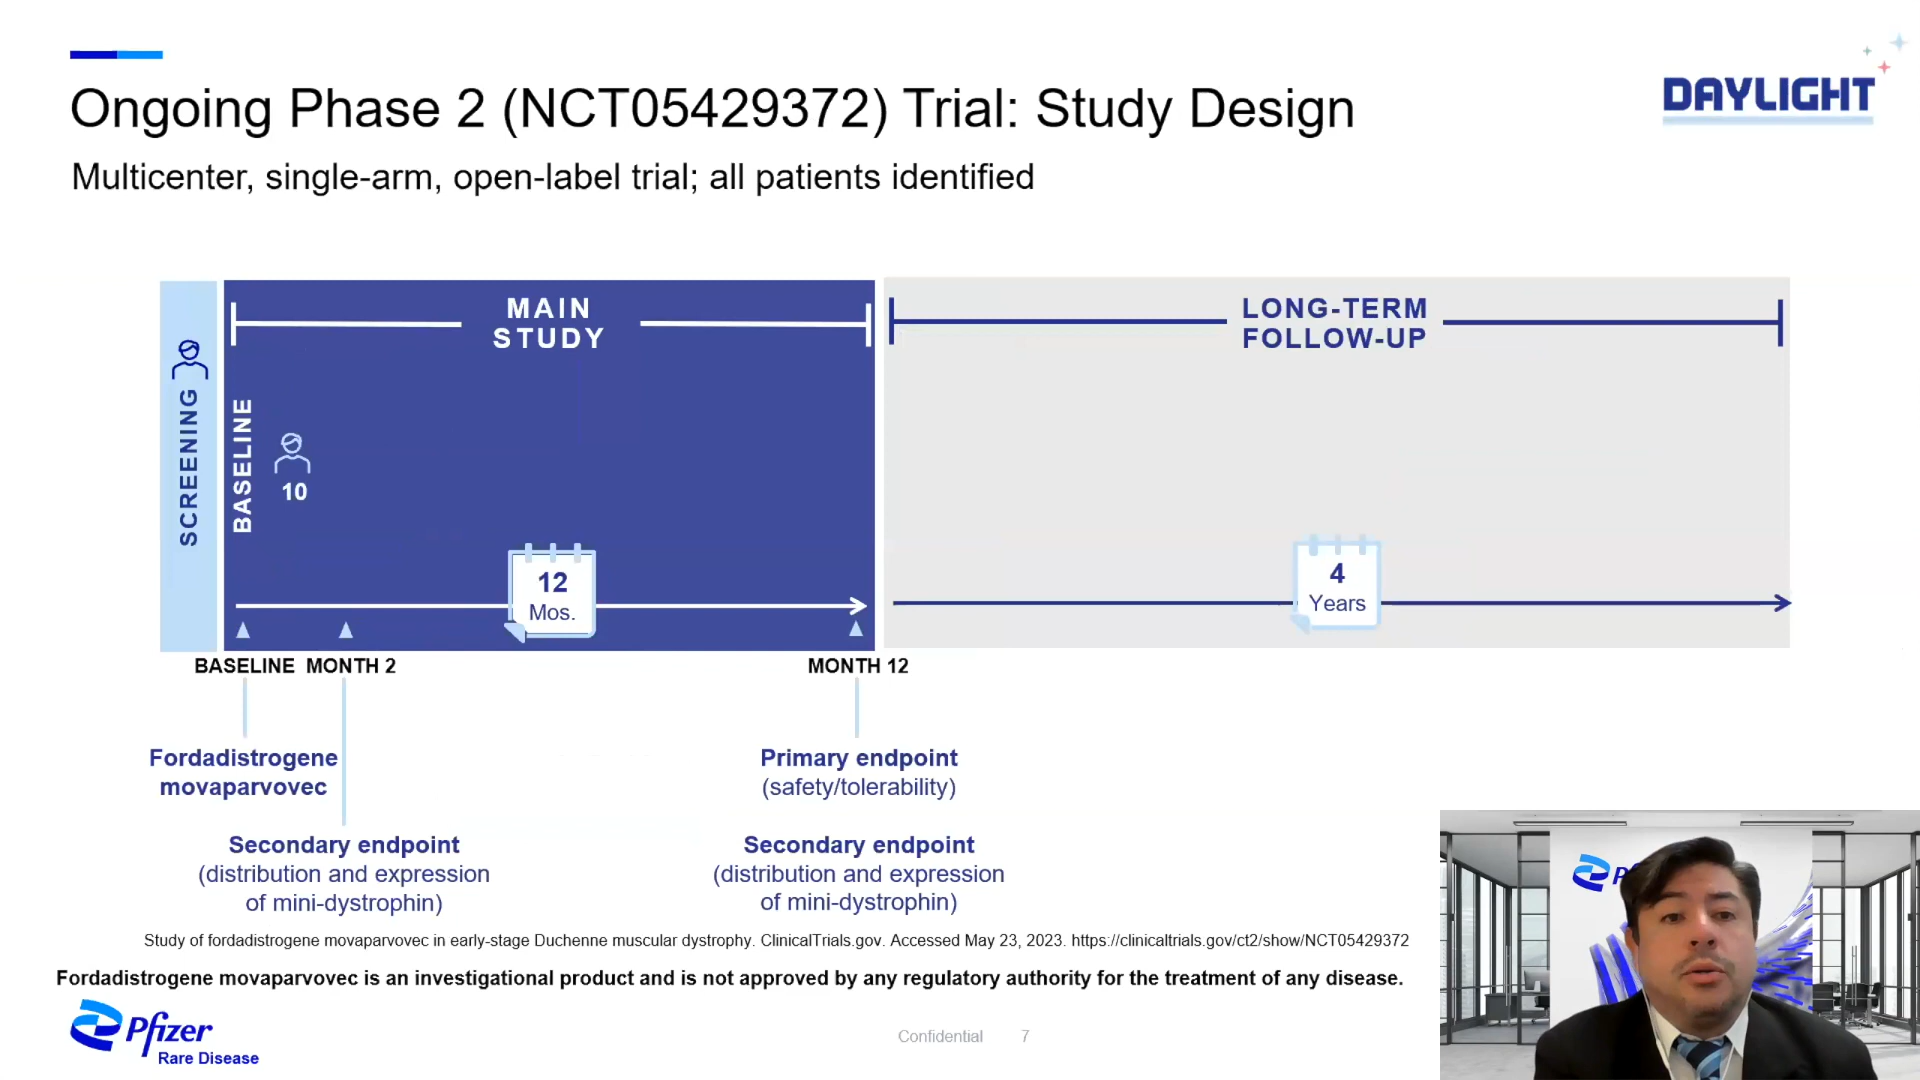 DAYLIGHT
Ongoing Phase 2 (NCT05429372) Trial: Study Design
Multicenter, single-arm, open-label trial; all patients identified
SCREENING
MAIN
STUDY
BASELINE
10
12
Mos.
LONG-TERM
FOLLOW-UP
4
Years
BASELINE MONTH 2
MONTH 12
Fordadistrogene
movaparvovec
Secondary endpoint
(distribution and expression
of mini-dystrophin)
Primary endpoint
(safety/tolerability)
Secondary endpoint
(distribution and expression
of mini-dystrophin)
Study of fordadistrogene movaparvovec in early-stage Duchenne muscular dystrophy. ClinicalTrials.gov. Accessed May 23, 2023. https://clinicaltrials.gov/ct2/show/NCT05429372
Fordadistrogene movaparvovec is an investigational product and is not approved by any regulatory authority for the treatment of any disease.
Pfizer
Rare Disease
Confidential 7